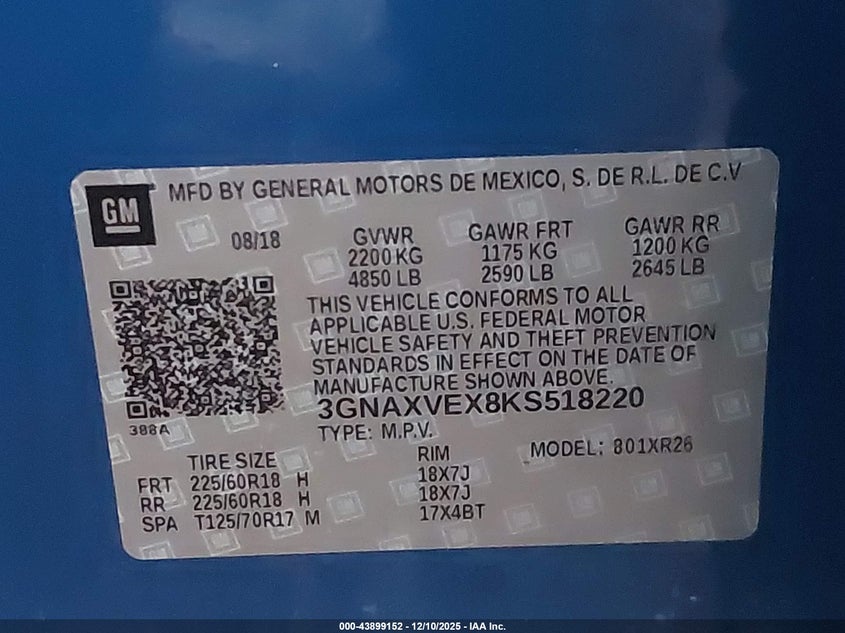 GM
MFD BY GENERAL MOTORS DE MEXICO, S. DE R.L. DE C.V
08/18 GVWR GAWR FRT GAWR RR
2200 KG 1175 KG 1200 KG
4850 LB 2590 LB 2645 LB
THIS VEHICLE CONFORMS TO ALL
APPLICABLE U.S. FEDERAL MOTOR
VEHICLE SAFETY AND THEFT PREVENTION
STANDARDS IN EFFECT ON THE DATE OF
MANUFACTURE SHOWN ABOVE.
388A
3GNAXVEX8KS518220
TYPE: M.P.V. MODEL: 801XR26
TIRE SIZE RIM
FRT 225/60R18 H 18X7J
RR 225/60R18 H 18X7J
SPA T125/70R17 M 17X4BT
000-43899152 - 12/10/2025 - IAA Inc.